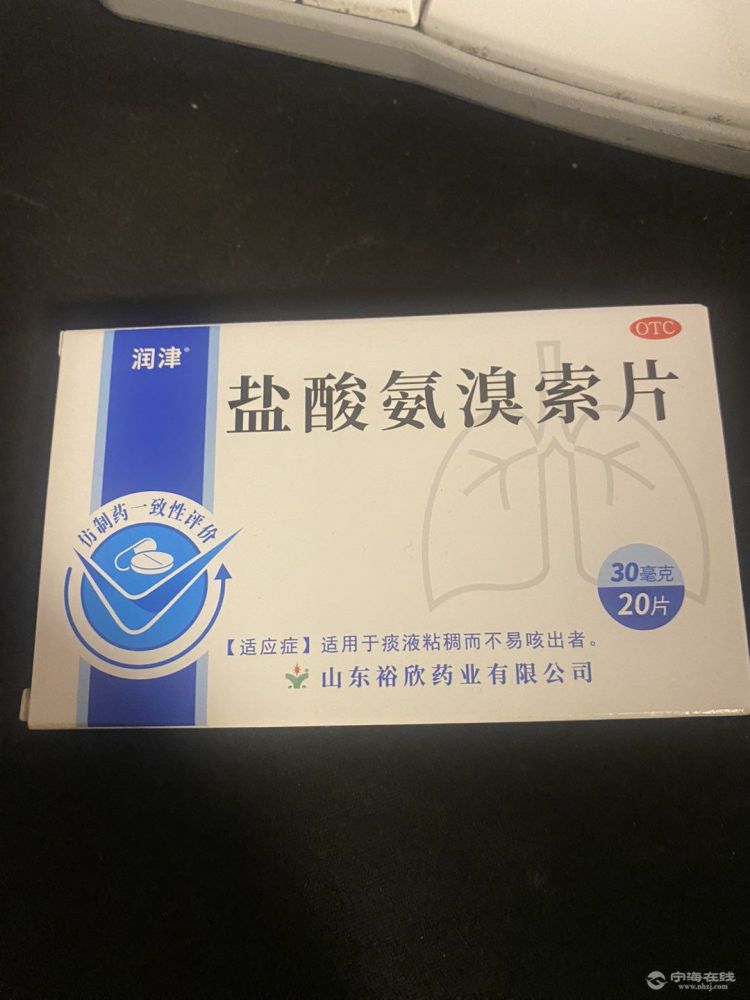 OTC
润津®
盐酸氨溴索片
仿制药一致性评价
30毫克
20片
【适应症】适用于痰液粘稠而不易咳出者。
山东裕欣药业有限公司
宁海在线
www.nhzj.com